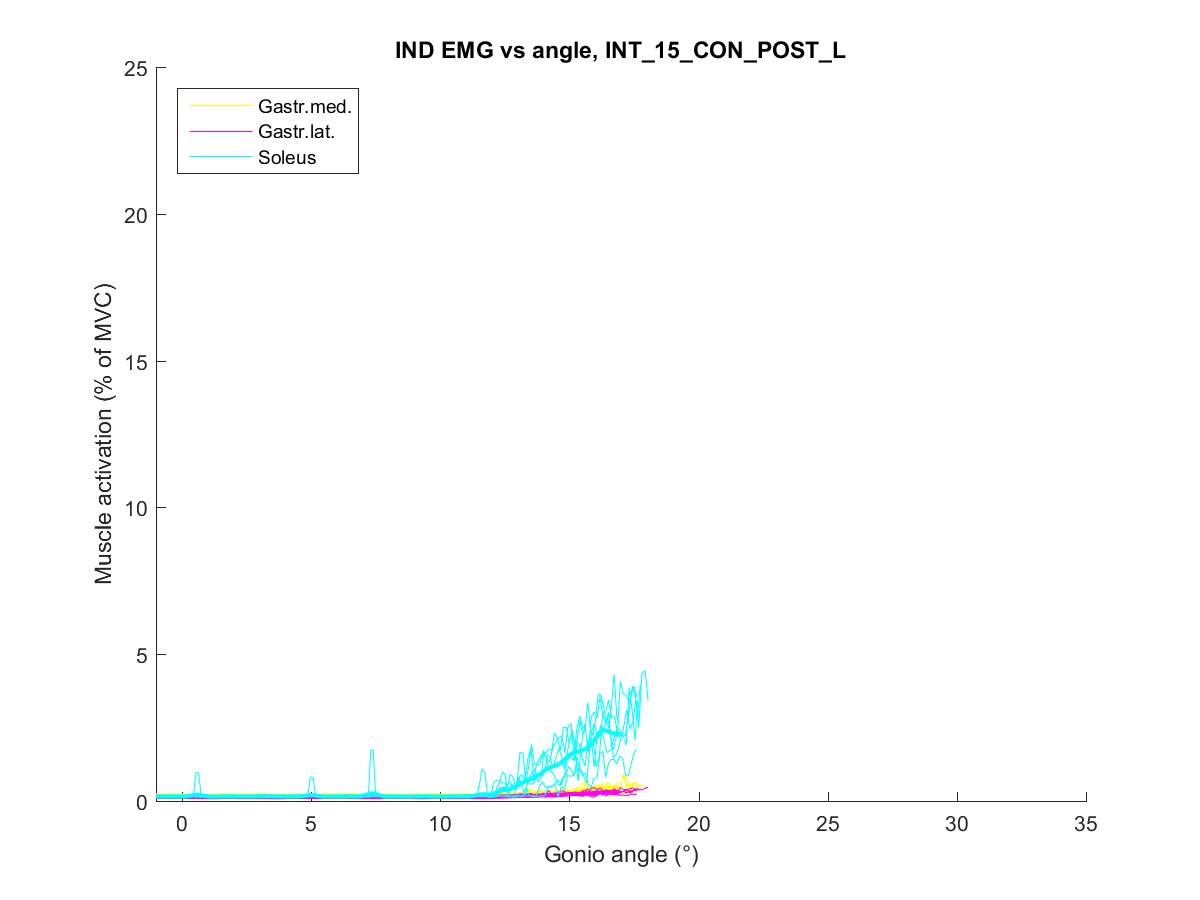 IND EMG vs angle, INT_15_CON_POST_L
25
20
15
10
5
0
Muscle activation (% of MVC)
Gastr.med.
Gastr.lat.
Soleus
0 5 10 15 20 25 30 35
Gonio angle (°)